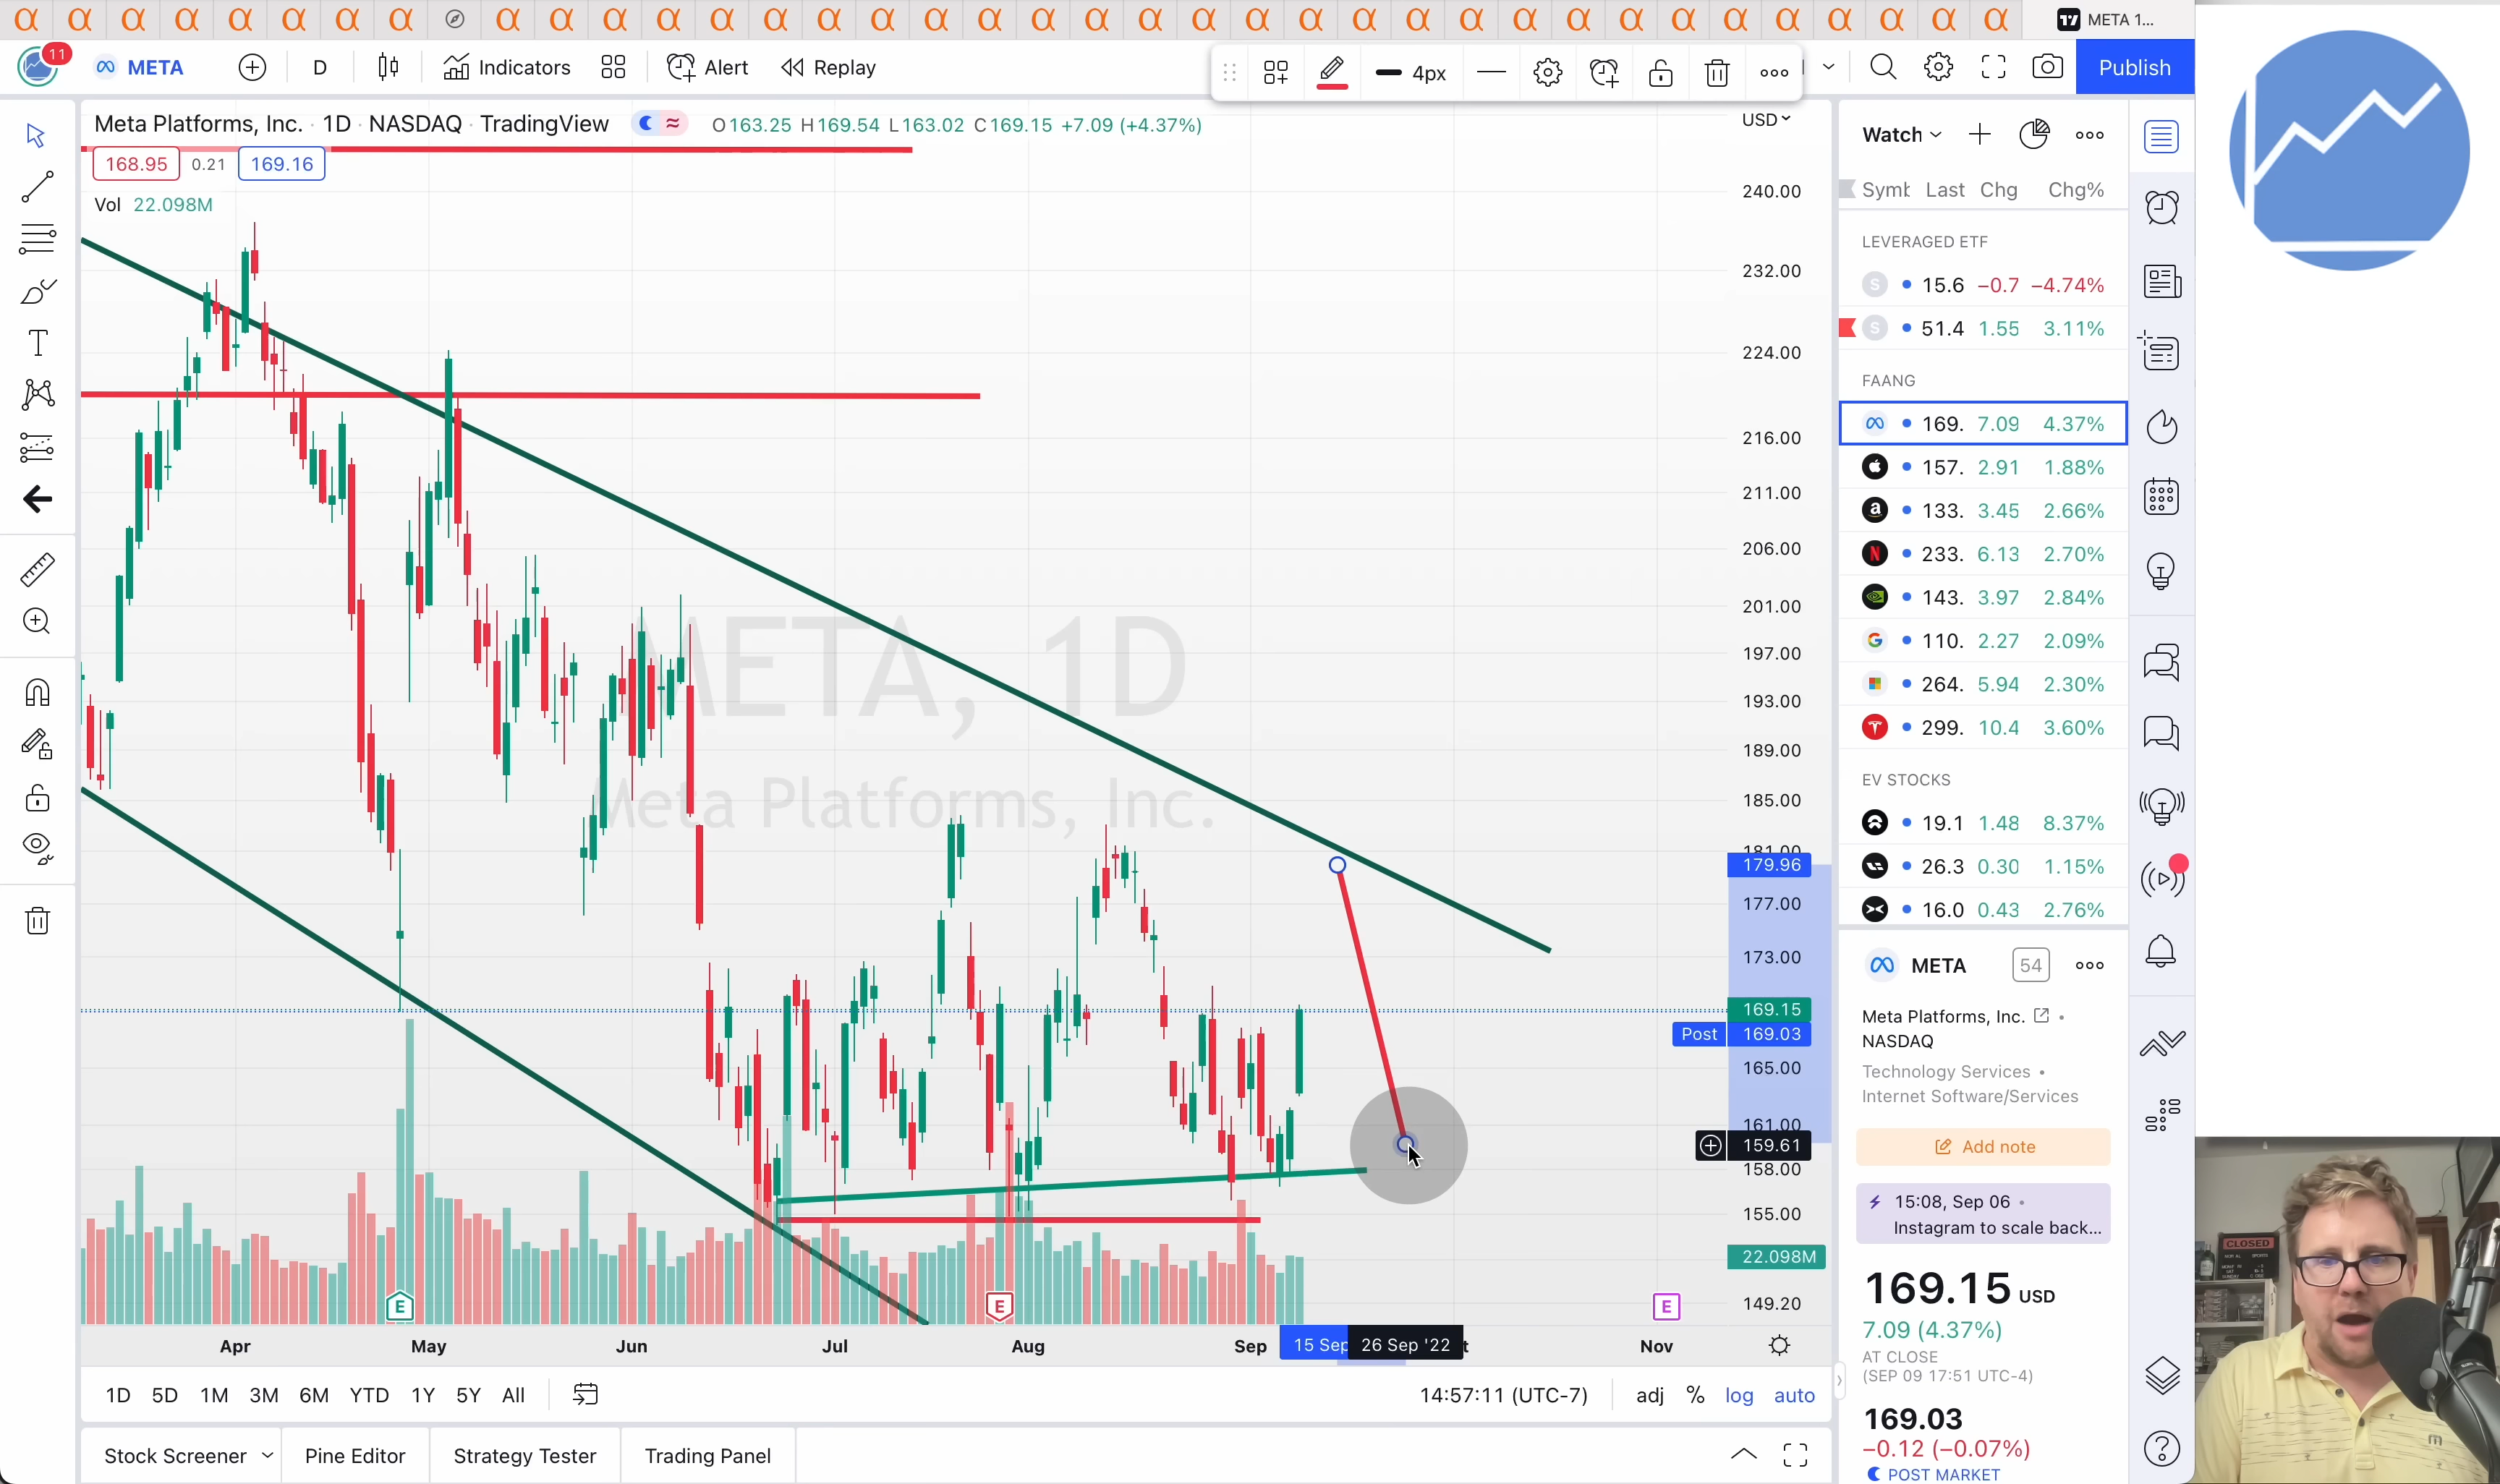 META 1...
11
META
D
Indicators
Alert
Replay
4px
Publish
Meta Platforms, Inc. · 1D · NASDAQ · TradingView
O163.25 H169.54 L163.02 C169.15 +7.09 (+4.37%)
168.95 0.21 169.16
Vol 22.098M
USD
240.00
232.00
224.00
216.00
211.00
206.00
201.00
197.00
193.00
189.00
185.00
181.00
179.96
177.00
173.00
169.15
Post 169.03
165.00
161.00
159.61
158.00
155.00
22.098M
149.20
META, 1D
Meta Platforms, Inc.
E
E
E
Apr May Jun Jul Aug Sep 15 Sep 26 Sep '22 t Nov
1D 5D 1M 3M 6M YTD 1Y 5Y All
14:57:11 (UTC-7) adj % log auto
Stock Screener Pine Editor Strategy Tester Trading Panel
Watch
Symb Last Chg Chg%
LEVERAGED ETF
S 15.6 −0.7 −4.74%
S 51.4 1.55 3.11%
FAANG
169. 7.09 4.37%
157. 2.91 1.88%
133. 3.45 2.66%
233. 6.13 2.70%
143. 3.97 2.84%
110. 2.27 2.09%
264. 5.94 2.30%
299. 10.4 3.60%
EV STOCKS
19.1 1.48 8.37%
26.3 0.30 1.15%
16.0 0.43 2.76%
META 54
Meta Platforms, Inc. •
NASDAQ
Technology Services •
Internet Software/Services
Add note
15:08, Sep 06 •
Instagram to scale back...
169.15 USD
7.09 (4.37%)
AT CLOSE
(SEP 09 17:51 UTC-4)
169.03
−0.12 (−0.07%)
POST MARKET
CLOSED